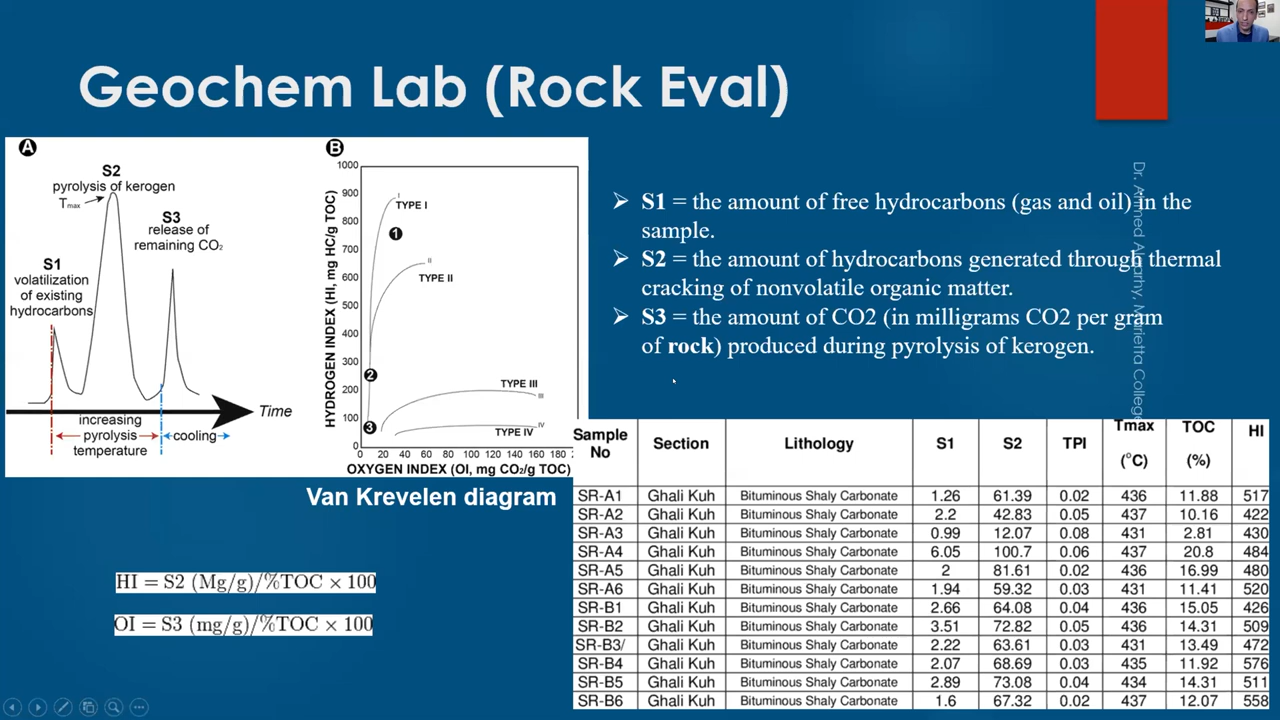 Geochem Lab (Rock Eval)
A
S2
pyrolysis of kerogen
Tmax
S3
release of
remaining CO2
S1
volatilization
of existing
hydrocarbons
Time
increasing
pyrolysis
temperature
cooling
B
HYDROGEN INDEX (HI, mg HC/g TOC)
1000
900
800
700
600
500
400
300
200
100
0
I
TYPE I
1
II
TYPE II
2
TYPE III
III
3
IV
TYPE IV
0 20 40 60 80 100 120 140 160 180
OXYGEN INDEX (OI, mg CO2/g TOC)
Van Krevelen diagram
HI = S2 (Mg/g)/%TOC × 100
OI = S3 (mg/g)/%TOC × 100
➢ S1 = the amount of free hydrocarbons (gas and oil) in the
sample.
➢ S2 = the amount of hydrocarbons generated through thermal
cracking of nonvolatile organic matter.
➢ S3 = the amount of CO2 (in milligrams CO2 per gram
of rock) produced during pyrolysis of kerogen.
Dr. Ahmed Algarhy, Marietta College
Sample No Section Lithology S1 S2 TPI Tmax (°C) TOC (%) HI
SR-A1 Ghali Kuh Bituminous Shaly Carbonate 1.26 61.39 0.02 436 11.88 517
SR-A2 Ghali Kuh Bituminous Shaly Carbonate 2.2 42.83 0.05 437 10.16 422
SR-A3 Ghali Kuh Bituminous Shaly Carbonate 0.99 12.07 0.08 431 2.81 430
SR-A4 Ghali Kuh Bituminous Shaly Carbonate 6.05 100.7 0.06 437 20.8 484
SR-A5 Ghali Kuh Bituminous Shaly Carbonate 2 81.61 0.02 436 16.99 480
SR-A6 Ghali Kuh Bituminous Shaly Carbonate 1.94 59.32 0.03 431 11.41 520
SR-B1 Ghali Kuh Bituminous Shaly Carbonate 2.66 64.08 0.04 436 15.05 426
SR-B2 Ghali Kuh Bituminous Shaly Carbonate 3.51 72.82 0.05 436 14.31 509
SR-B3/ Ghali Kuh Bituminous Shaly Carbonate 2.22 63.61 0.03 431 13.49 472
SR-B4 Ghali Kuh Bituminous Shaly Carbonate 2.07 68.69 0.03 435 11.92 576
SR-B5 Ghali Kuh Bituminous Shaly Carbonate 2.89 73.08 0.04 434 14.31 511
SR-B6 Ghali Kuh Bituminous Shaly Carbonate 1.6 67.32 0.02 437 12.07 558